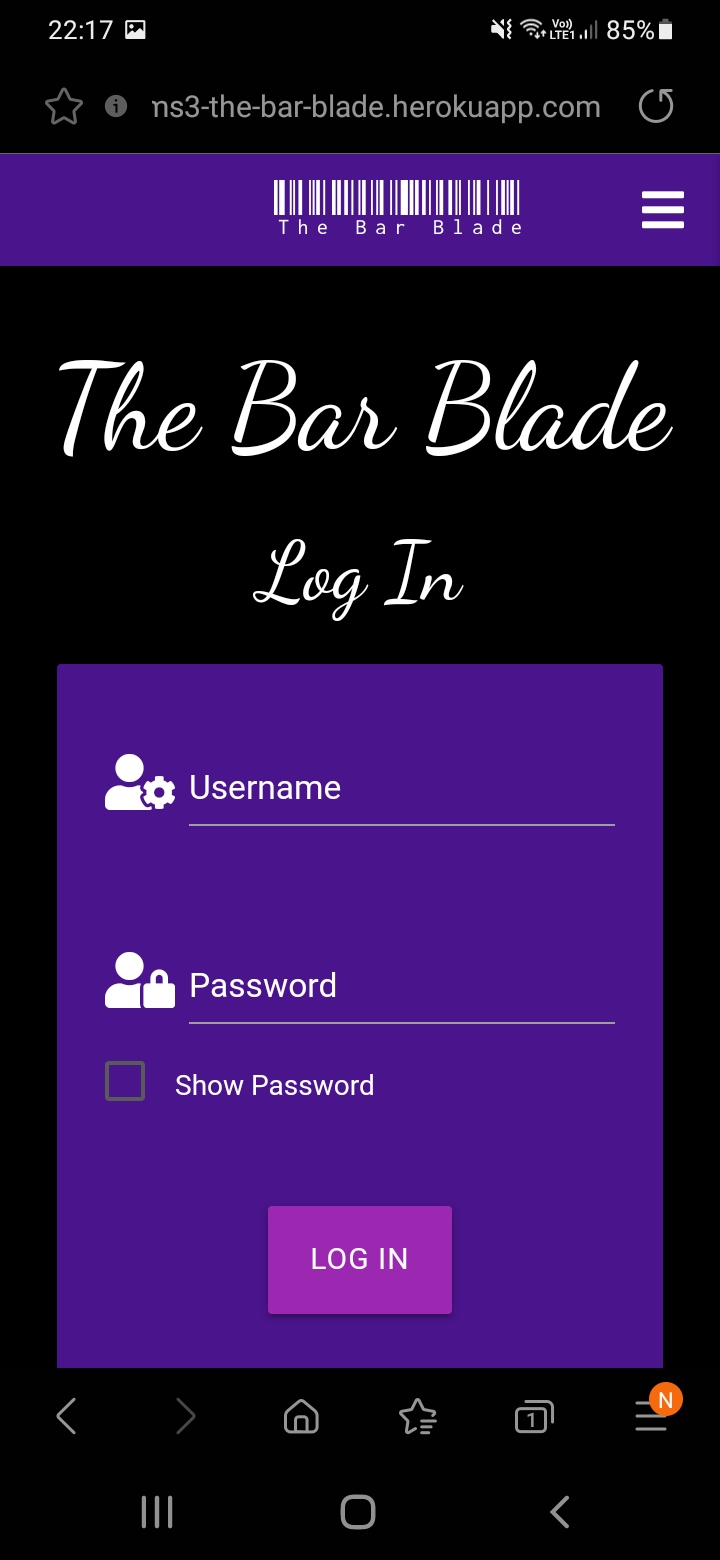 22:17 Vo)) LTE1 85%
ns3-the-bar-blade.herokuapp.com
The Bar Blade
The Bar Blade
Log In
Username
Password
Show Password
LOG IN
1
N